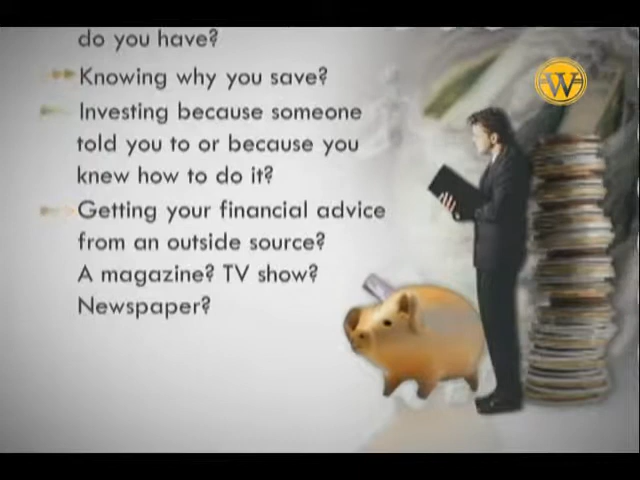 do you have?
Knowing why you save?
Investing because someone
told you to or because you
knew how to do it?
Getting your financial advice
from an outside source?
A magazine? TV show?
Newspaper?
W